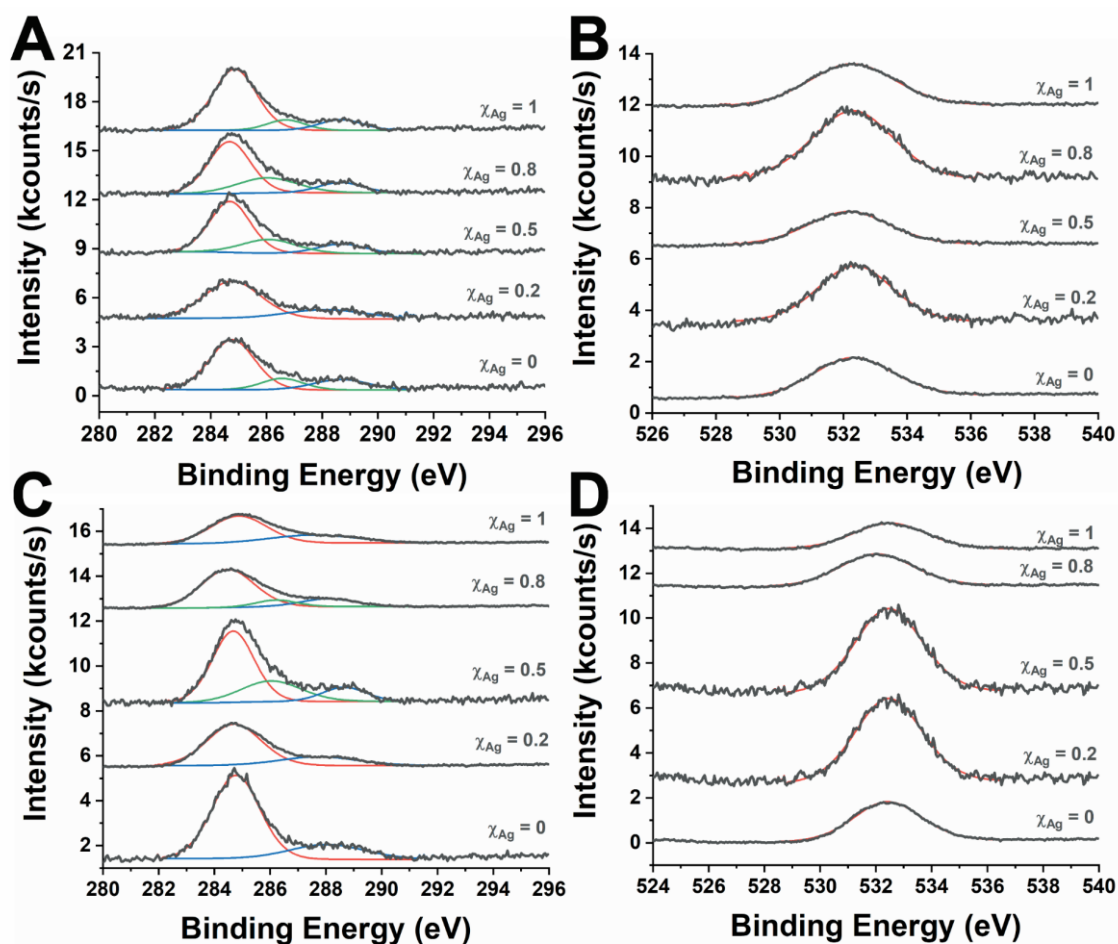 A
Intensity (kcounts/s)
21
18
15
12
9
6
3
0
χAg = 1
χAg = 0.8
χAg = 0.5
χAg = 0.2
χAg = 0
280 282 284 286 288 290 292 294 296
Binding Energy (eV)
B
Intensity (kcounts/s)
14
12
10
8
6
4
2
0
χAg = 1
χAg = 0.8
χAg = 0.5
χAg = 0.2
χAg = 0
526 528 530 532 534 536 538 540
Binding Energy (eV)
C
Intensity (kcounts/s)
16
14
12
10
8
6
4
2
χAg = 1
χAg = 0.8
χAg = 0.5
χAg = 0.2
χAg = 0
280 282 284 286 288 290 292 294 296
Binding Energy (eV)
D
Intensity (kcounts/s)
14
12
10
8
6
4
2
0
χAg = 1
χAg = 0.8
χAg = 0.5
χAg = 0.2
χAg = 0
524 526 528 530 532 534 536 538 540
Binding Energy (eV)